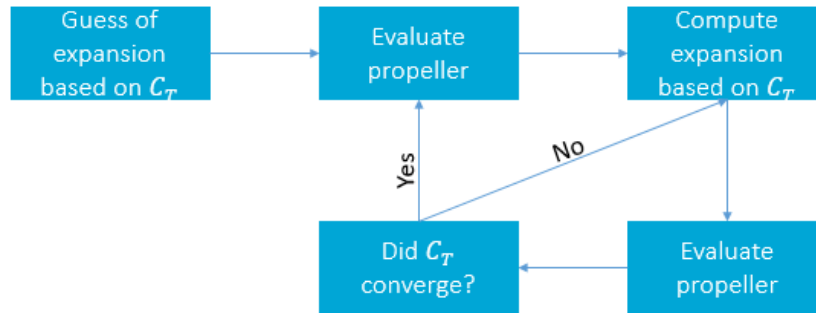 Guess of
expansion
based on C_T
Evaluate
propeller
Compute
expansion
based on C_T
Yes
No
Did C_T
converge?
Evaluate
propeller